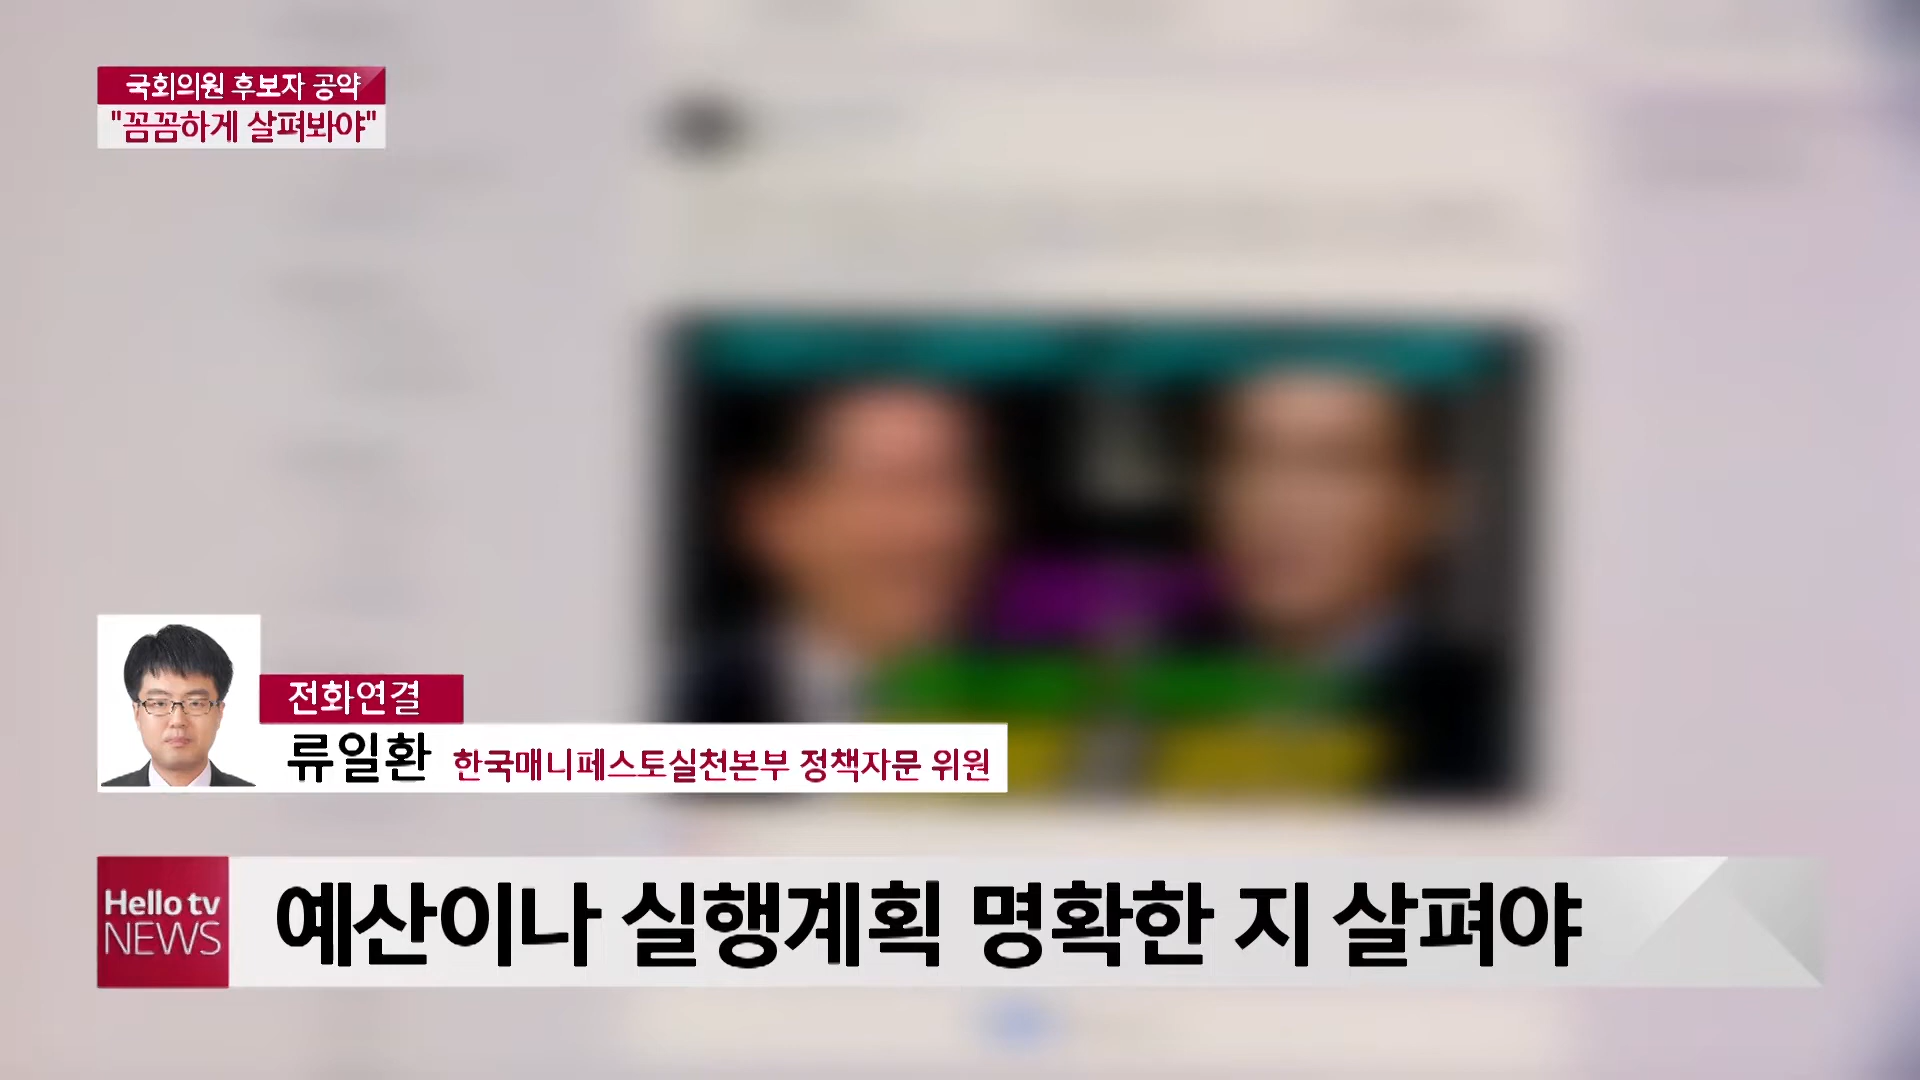 국회의원 후보자 공약
"꼼꼼하게 살펴봐야"
전화연결
류일환 한국매니페스토실천본부 정책자문 위원
Hello tv
NEWS
예산이나 실행계획 명확한 지 살펴야